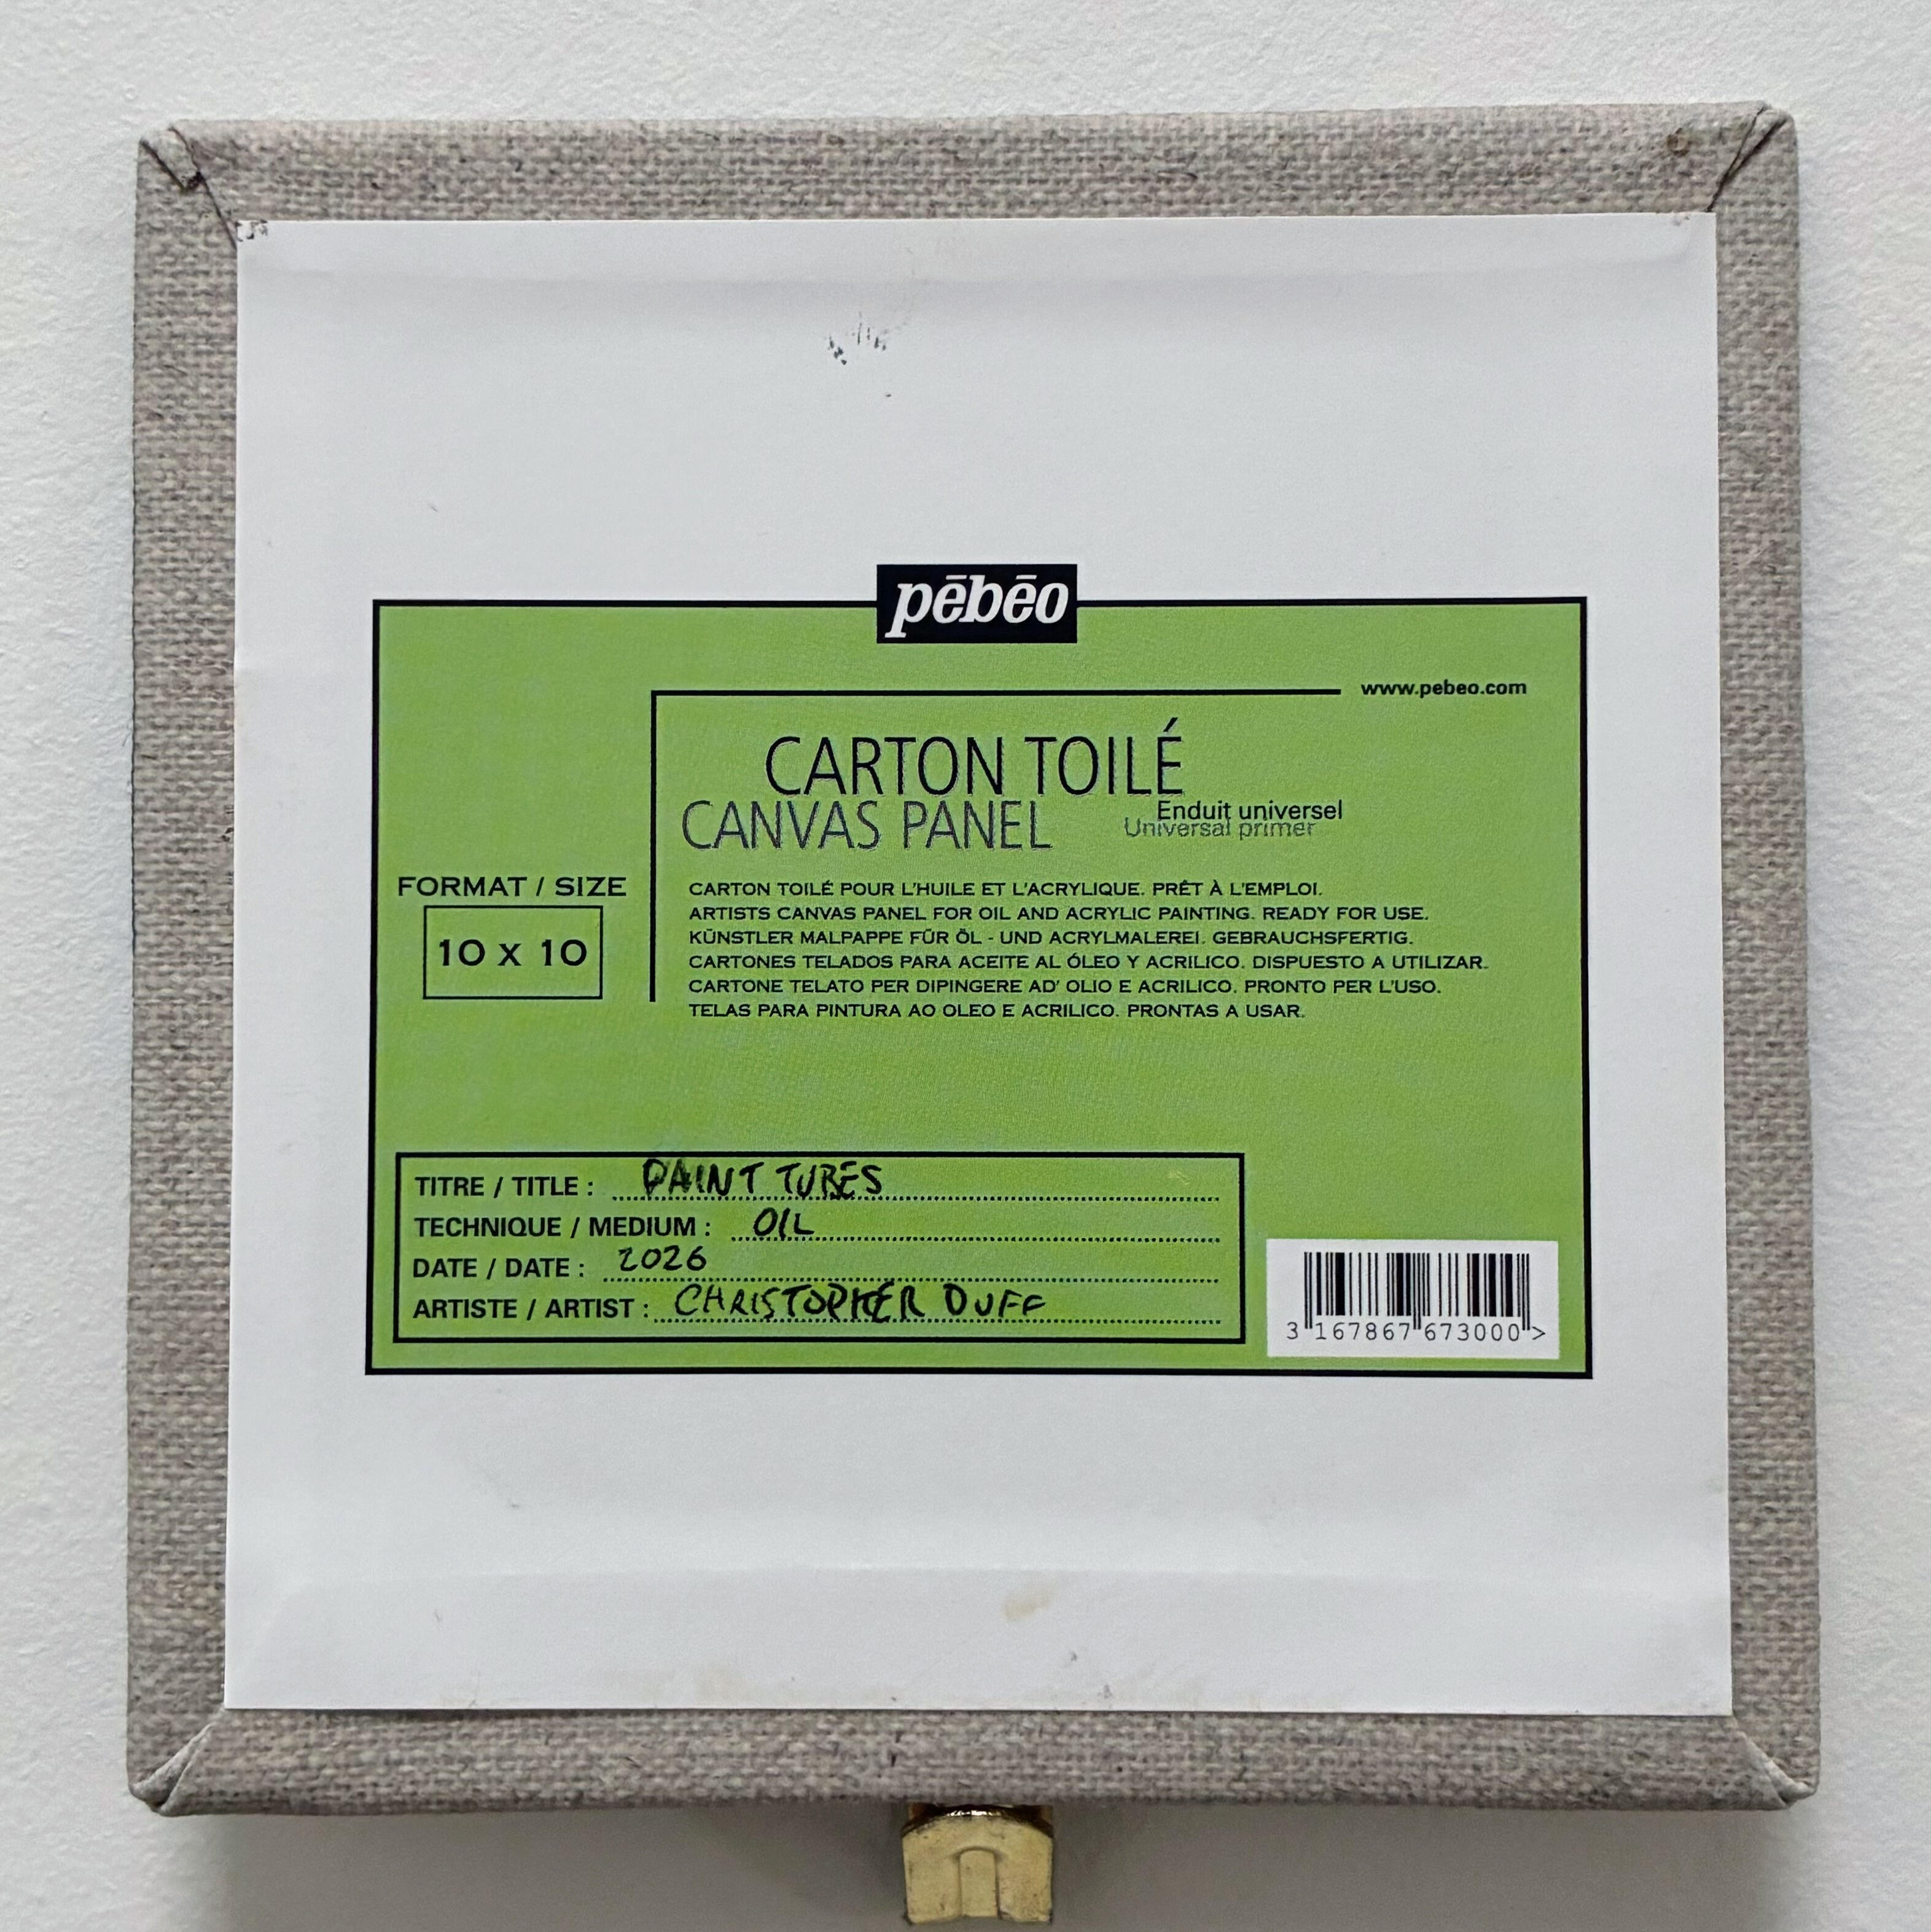 pēbēo
www.pebeo.com
CARTON TOILÉ
CANVAS PANEL
Enduit universel
Universal primer
FORMAT / SIZE
10 x 10
CARTON TOILÉ POUR L'HUILE ET L'ACRYLIQUE. PRÊT À L'EMPLOI.
ARTISTS CANVAS PANEL FOR OIL AND ACRYLIC PAINTING. READY FOR USE.
KÜNSTLER MALPAPPE FÜR ÖL - UND ACRYLMALEREI. GEBRAUCHSFERTIG.
CARTONES TELADOS PARA ACEITE AL ÓLEO Y ACRILICO. DISPUESTO A UTILIZAR.
CARTONE TELATO PER DIPINGERE AD' OLIO E ACRILICO. PRONTO PER L'USO.
TELAS PARA PINTURA AO OLEO E ACRILICO. PRONTAS A USAR.
TITRE / TITLE : PAINT TUBES
TECHNIQUE / MEDIUM : OIL
DATE / DATE : 2026
ARTISTE / ARTIST : CHRISTOPHER DUFF
3 167867 673000 >